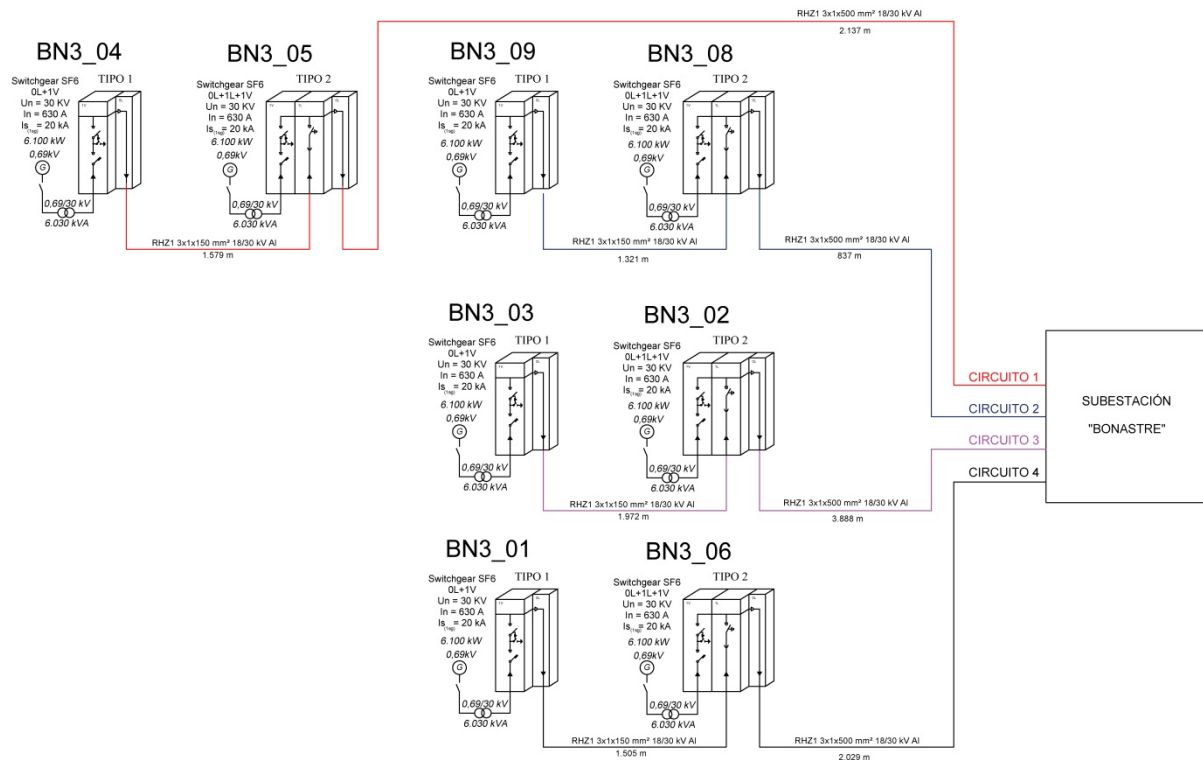 RHZ1 3x1x500 mm² 18/30 kV Al
2.137 m
BN3_04
Switchgear SF6
TIPO 1
0L+1V
Un = 30 KV
In = 630 A
Is(1sg)= 20 kA
6.100 kW
0,69kV
G
0,69/30 kV
6.030 kVA
BN3_05
Switchgear SF6
TIPO 2
0L+1L+1V
Un = 30 KV
In = 630 A
Is(1sg)= 20 kA
6.100 kW
0,69kV
G
0,69/30 kV
6.030 kVA
RHZ1 3x1x150 mm² 18/30 kV Al
1.579 m
BN3_09
Switchgear SF6
TIPO 1
0L+1V
Un = 30 KV
In = 630 A
Is(1sg)= 20 kA
6.100 kW
0,69kV
G
0,69/30 kV
6.030 kVA
BN3_08
Switchgear SF6
TIPO 2
0L+1L+1V
Un = 30 KV
In = 630 A
Is(1sg)= 20 kA
6.100 kW
0,69kV
G
0,69/30 kV
6.030 kVA
RHZ1 3x1x150 mm² 18/30 kV Al
1.321 m
RHZ1 3x1x500 mm² 18/30 kV Al
837 m
BN3_03
Switchgear SF6
TIPO 1
0L+1V
Un = 30 KV
In = 630 A
Is(1sg)= 20 kA
6.100 kW
0,69kV
G
0,69/30 kV
6.030 kVA
BN3_02
Switchgear SF6
TIPO 2
0L+1L+1V
Un = 30 KV
In = 630 A
Is(1sg)= 20 kA
6.100 kW
0,69kV
G
0,69/30 kV
6.030 kVA
RHZ1 3x1x150 mm² 18/30 kV Al
1.972 m
RHZ1 3x1x500 mm² 18/30 kV Al
3.888 m
CIRCUITO 1
CIRCUITO 2
CIRCUITO 3
CIRCUITO 4
SUBESTACIÓN
"BONASTRE"
BN3_01
Switchgear SF6
TIPO 1
0L+1V
Un = 30 KV
In = 630 A
Is(1sg)= 20 kA
6.100 kW
0,69kV
G
0,69/30 kV
6.030 kVA
BN3_06
Switchgear SF6
TIPO 2
0L+1L+1V
Un = 30 KV
In = 630 A
Is(1sg)= 20 kA
6.100 kW
0,69kV
G
0,69/30 kV
6.030 kVA
RHZ1 3x1x150 mm² 18/30 kV Al
1.505 m
RHZ1 3x1x500 mm² 18/30 kV Al
2.029 m